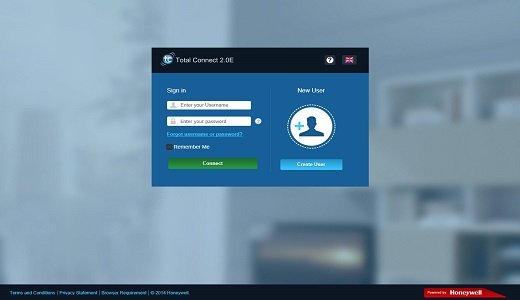 tc Total Connect 2.0E ?
Sign in
Enter your Username
Enter your password
?
Forgot username or password?
Remember Me
Connect
New User
Create User
Terms and Conditions | Privacy Statement | Browser Requirement | © 2014 Honeywell.
Powered by Honeywell